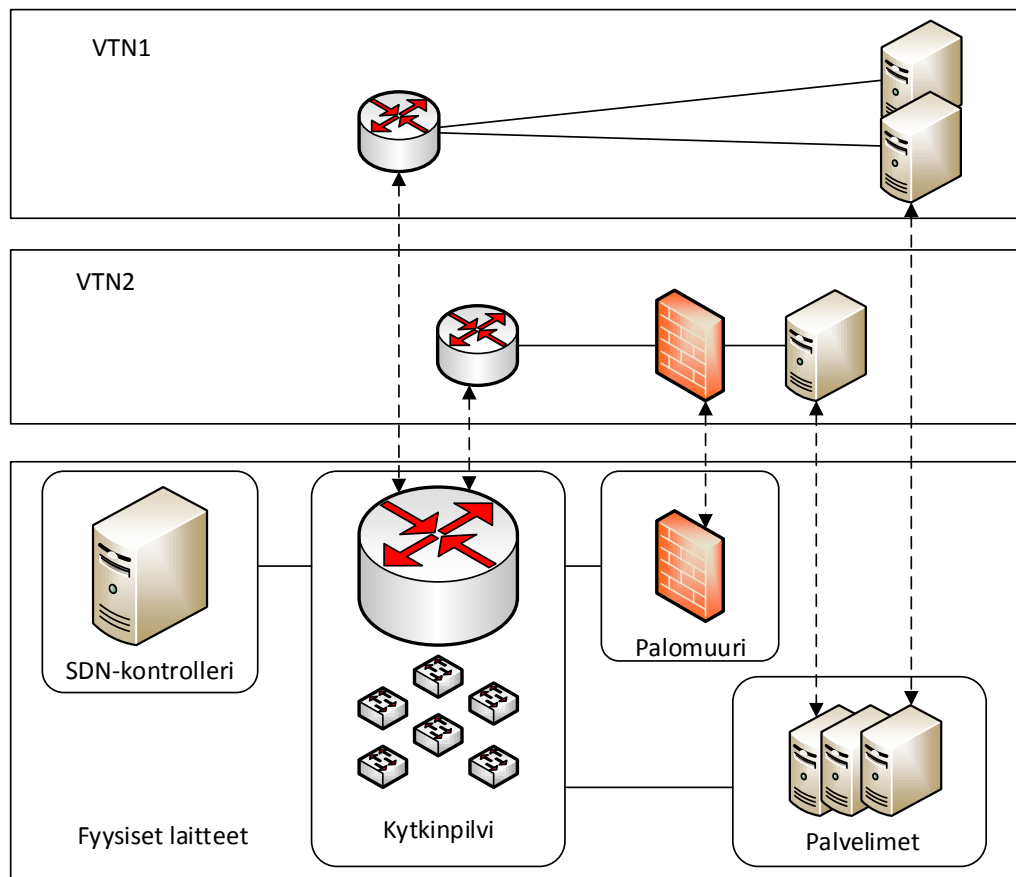 VTN1
VTN2
SDN-kontrolleri
Palomuuri
Fyysiset laitteet
Kytkinpilvi
Palvelimet